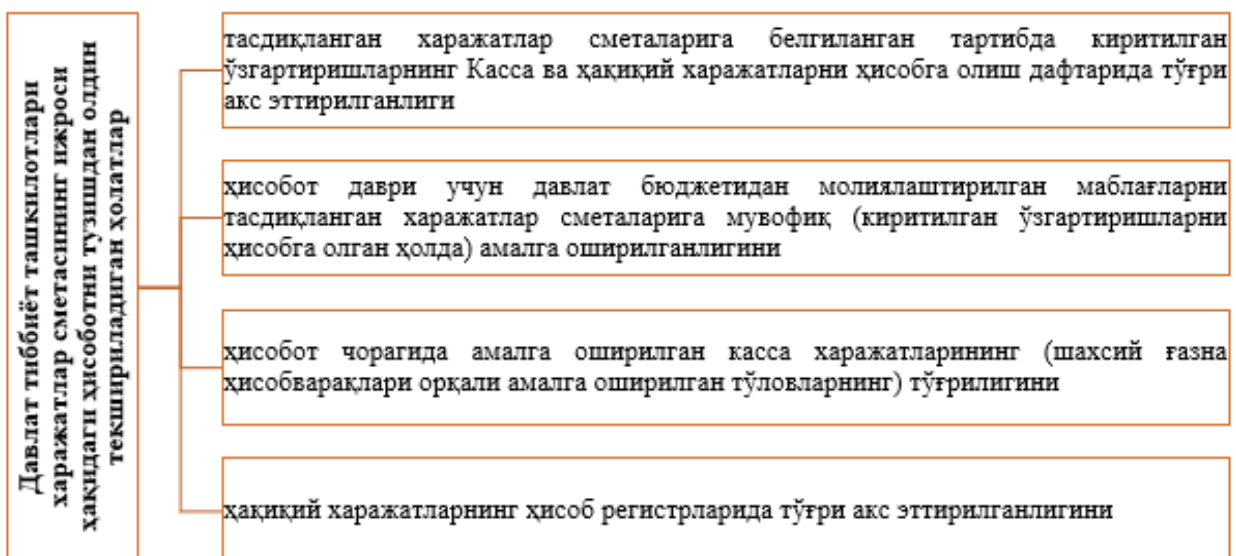 Давлат тиббиёт ташкилотлари
харажатлар сметасининг ижроси
ҳақидаги ҳисоботни тузишдан олдин
текшириладиган ҳолатлар
тасдиқланган харажатлар сметаларига белгиланган тартибда киритилган
ўзгартиришларнинг Касса ва ҳақиқий харажатларни ҳисобга олиш дафтарида тўғри
акс эттирилганлиги
ҳисобот даври учун давлат бюджетидан молиялаштирилган маблағларни
тасдиқланган харажатлар сметаларига мувофиқ (киритилган ўзгартиришларни
ҳисобга олган ҳолда) амалга оширилганлигини
ҳисобот чорагида амалга оширилган касса харажатларининг (шахсий ғазна
ҳисобварақлари орқали амалга оширилган тўловларнинг) тўғрилигини
ҳақиқий харажатларнинг ҳисоб регистрларида тўғри акс эттирилганлигини